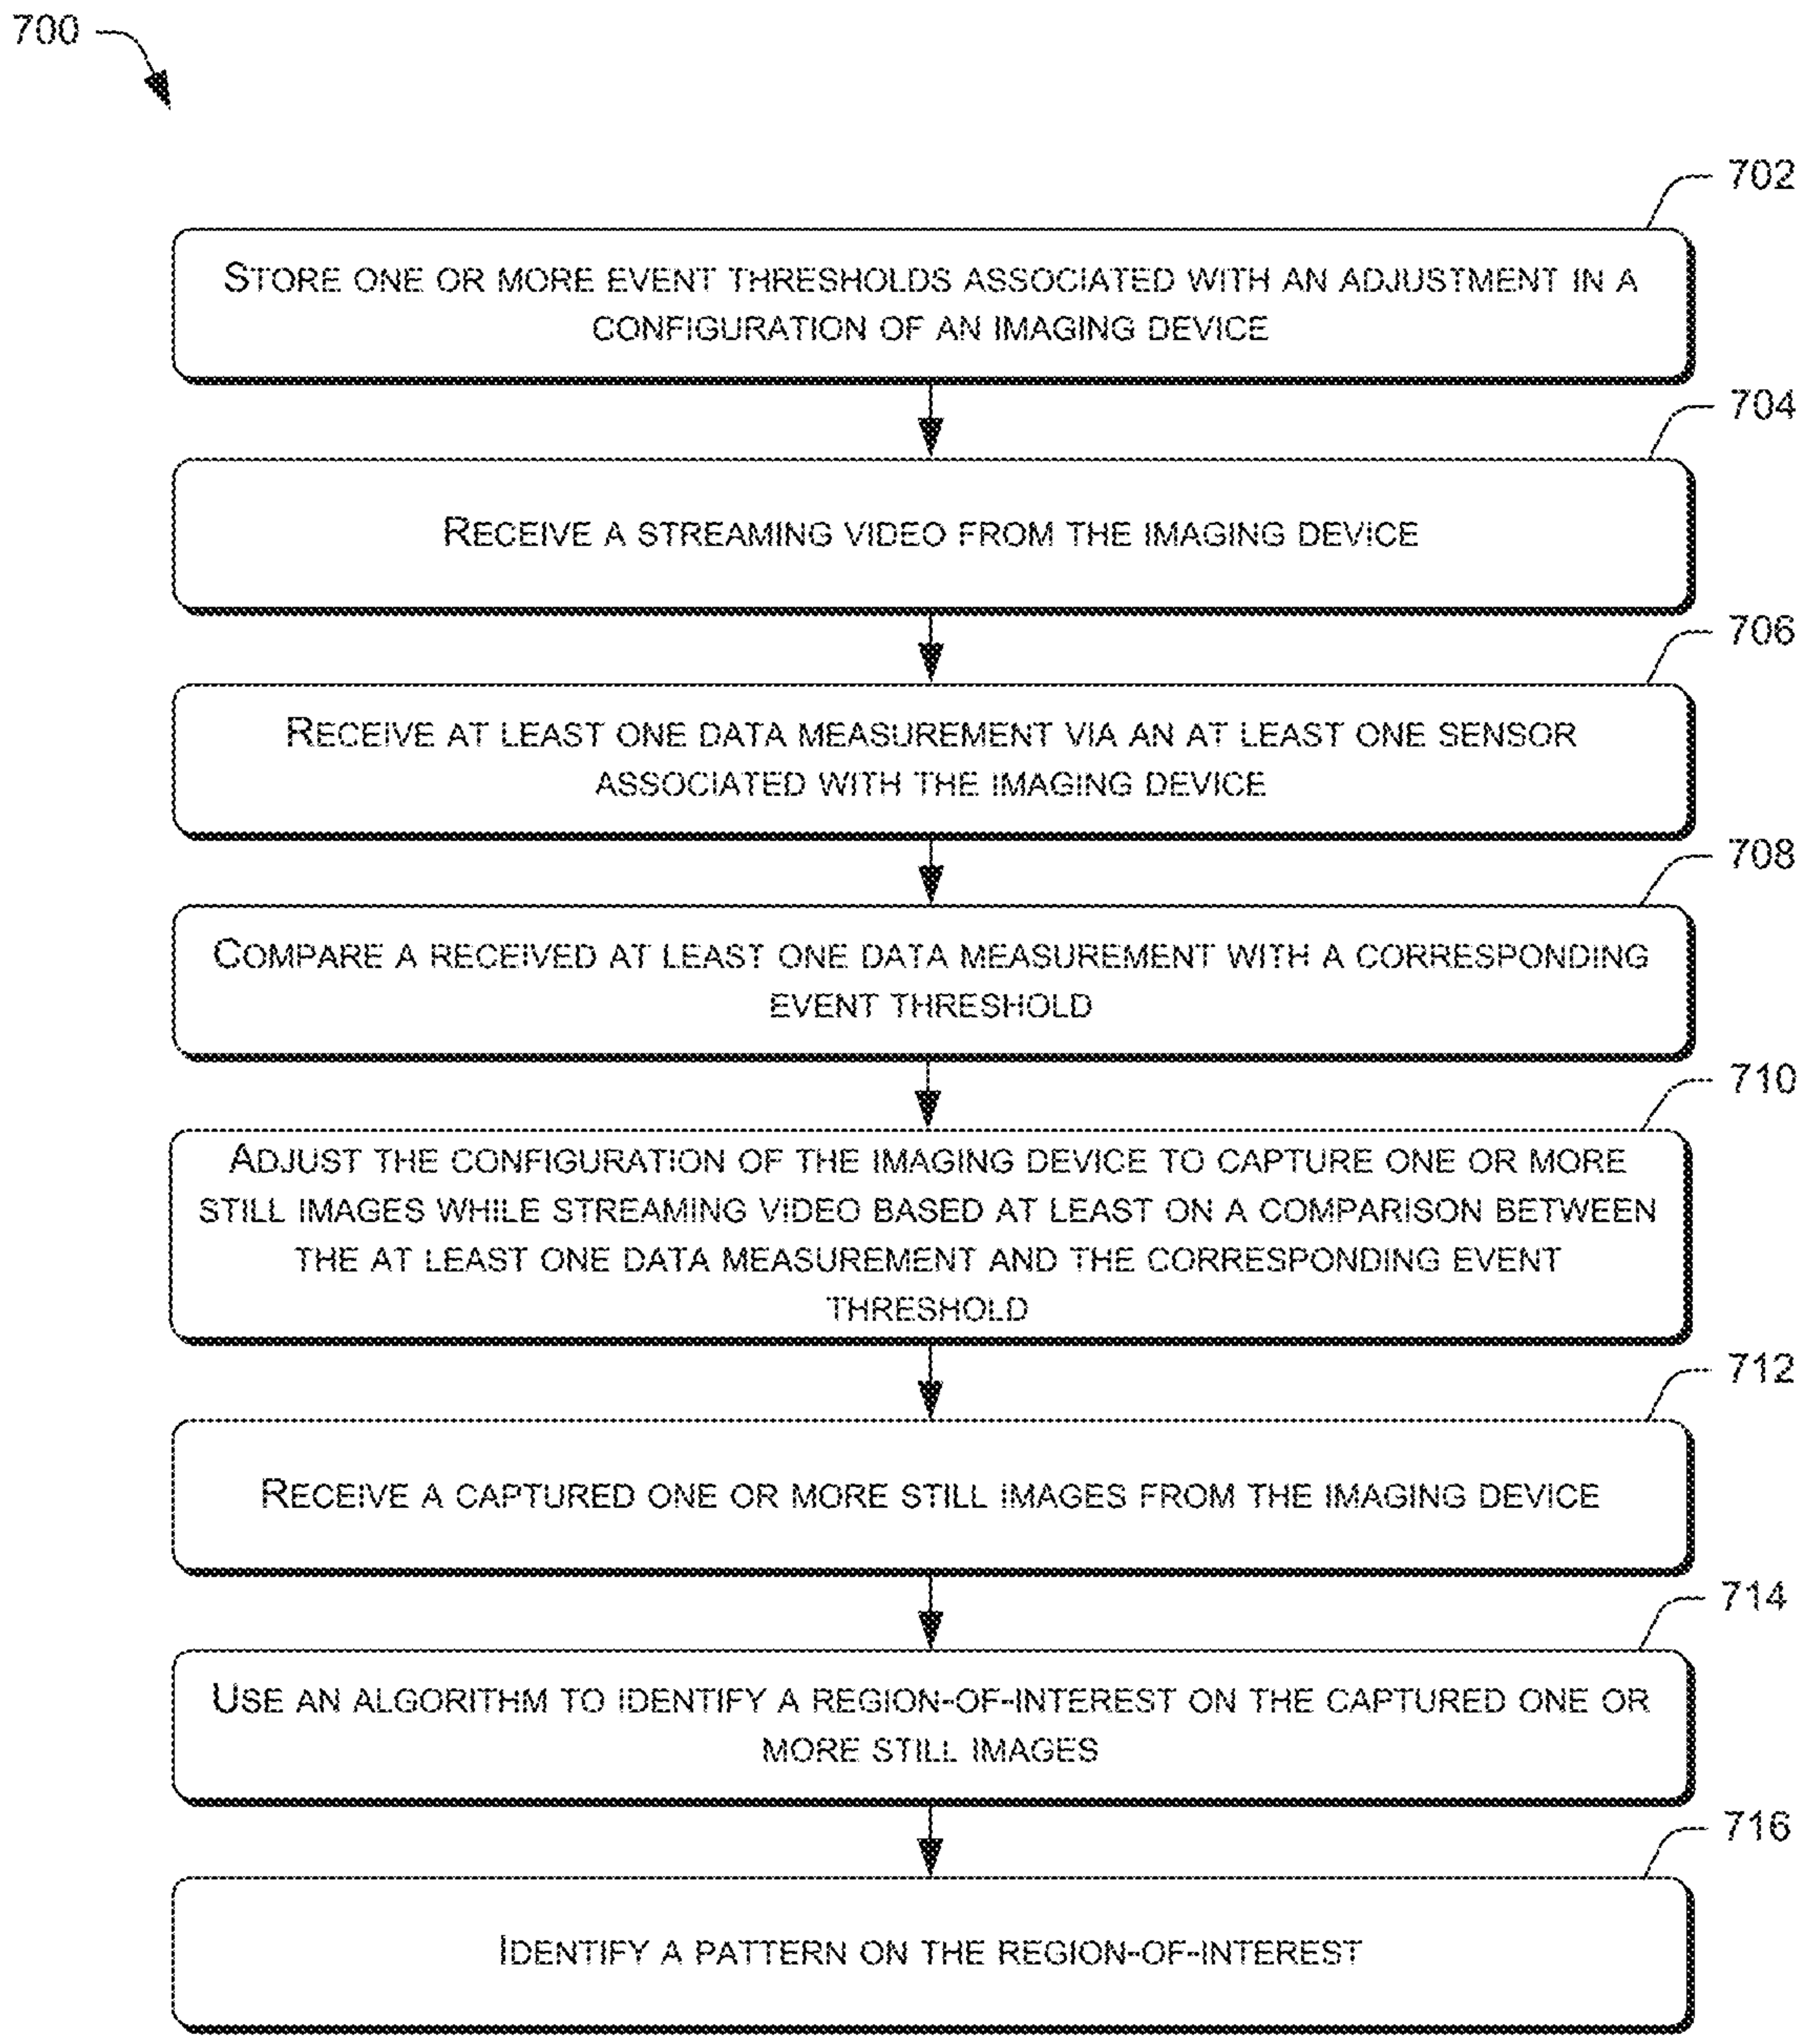 700
702
STORE ONE OR MORE EVENT THRESHOLDS ASSOCIATED WITH AN ADJUSTMENT IN A
CONFIGURATION OF AN IMAGING DEVICE
704
RECEIVE A STREAMING VIDEO FROM THE IMAGING DEVICE
706
RECEIVE AT LEAST ONE DATA MEASUREMENT VIA AN AT LEAST ONE SENSOR
ASSOCIATED WITH THE IMAGING DEVICE
708
COMPARE A RECEIVED AT LEAST ONE DATA MEASUREMENT WITH A CORRESPONDING
EVENT THRESHOLD
710
ADJUST THE CONFIGURATION OF THE IMAGING DEVICE TO CAPTURE ONE OR MORE
STILL IMAGES WHILE STREAMING VIDEO BASED AT LEAST ON A COMPARISON BETWEEN
THE AT LEAST ONE DATA MEASUREMENT AND THE CORRESPONDING EVENT
THRESHOLD
712
RECEIVE A CAPTURED ONE OR MORE STILL IMAGES FROM THE IMAGING DEVICE
714
USE AN ALGORITHM TO IDENTIFY A REGION-OF-INTEREST ON THE CAPTURED ONE OR
MORE STILL IMAGES
716
IDENTIFY A PATTERN ON THE REGION-OF-INTEREST